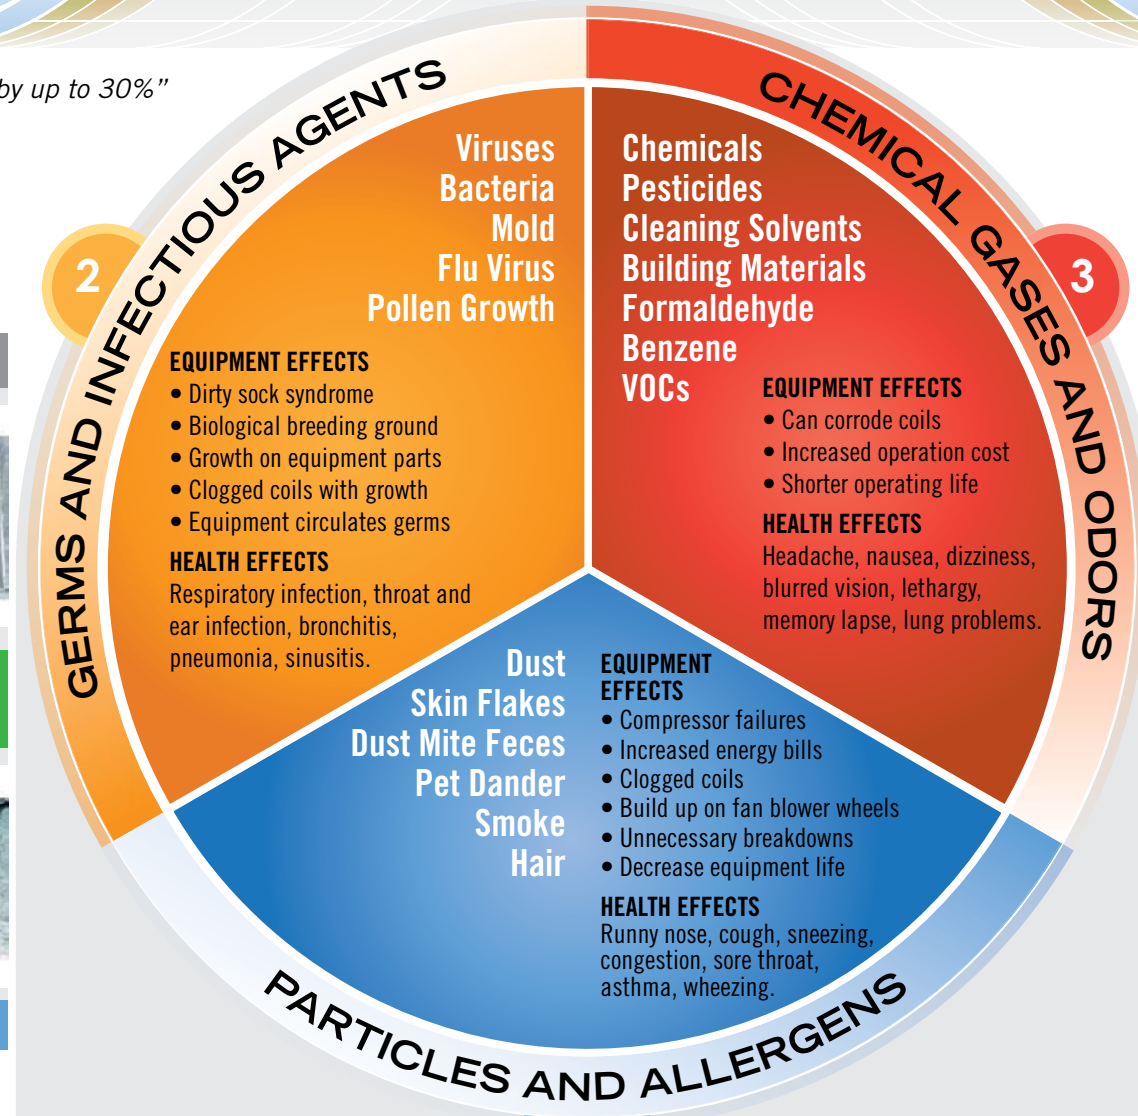 by up to 30%”
GERMS AND INFECTIOUS AGENTS
2
Viruses
Bacteria
Mold
Flu Virus
Pollen Growth
EQUIPMENT EFFECTS
• Dirty sock syndrome
• Biological breeding ground
• Growth on equipment parts
• Clogged coils with growth
• Equipment circulates germs
HEALTH EFFECTS
Respiratory infection, throat and
ear infection, bronchitis,
pneumonia, sinusitis.
CHEMICAL GASES AND ODORS
3
Chemicals
Pesticides
Cleaning Solvents
Building Materials
Formaldehyde
Benzene
VOCs
EQUIPMENT EFFECTS
• Can corrode coils
• Increased operation cost
• Shorter operating life
HEALTH EFFECTS
Headache, nausea, dizziness,
blurred vision, lethargy,
memory lapse, lung problems.
Dust
Skin Flakes
Dust Mite Feces
Pet Dander
Smoke
Hair
EQUIPMENT
EFFECTS
• Compressor failures
• Increased energy bills
• Clogged coils
• Build up on fan blower wheels
• Unnecessary breakdowns
• Decrease equipment life
HEALTH EFFECTS
Runny nose, cough, sneezing,
congestion, sore throat,
asthma, wheezing.
PARTICLES AND ALLERGENS